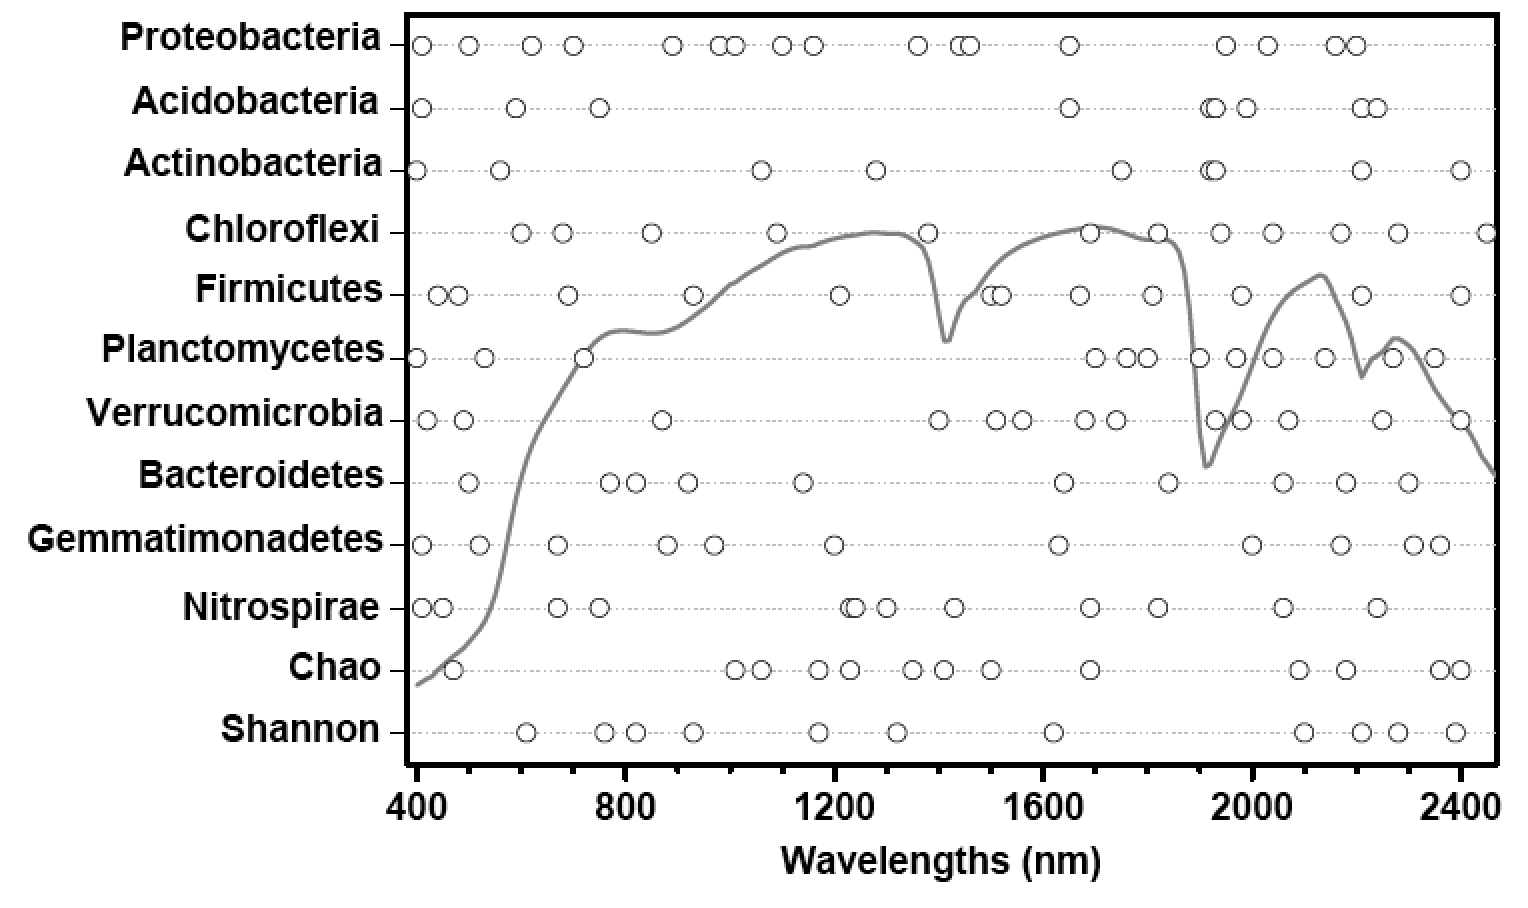 Proteobacteria
Acidobacteria
Actinobacteria
Chloroflexi
Firmicutes
Planctomycetes
Verrucomicrobia
Bacteroidetes
Gemmatimonadetes
Nitrospirae
Chao
Shannon
400 800 1200 1600 2000 2400
Wavelengths (nm)